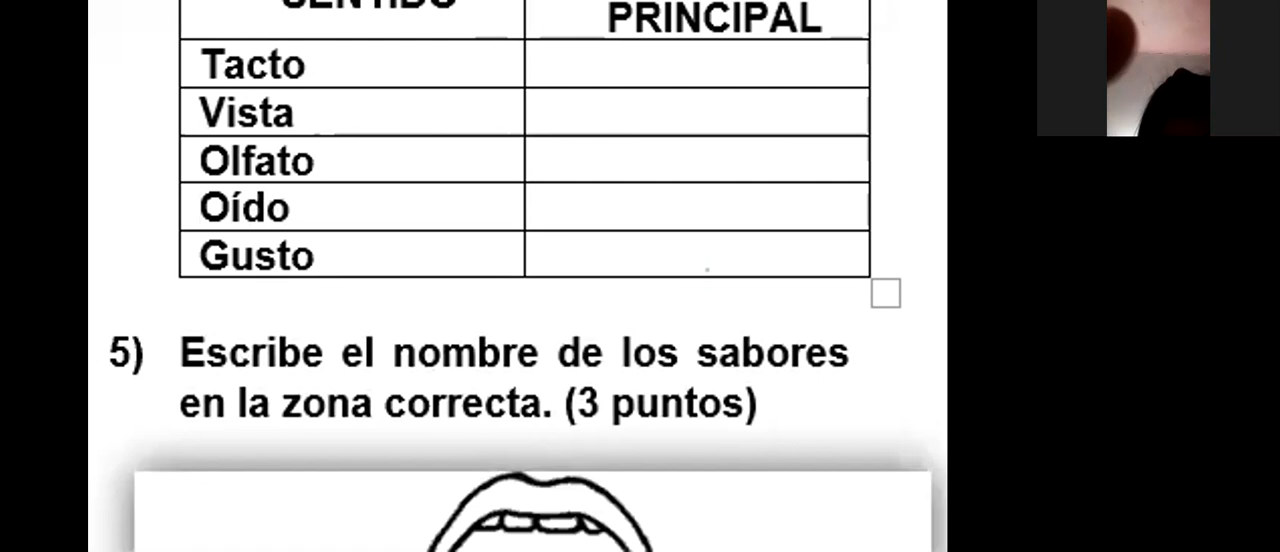 SENTIDO
PRINCIPAL
Tacto
Vista
Olfato
Oído
Gusto
5) Escribe el nombre de los sabores
en la zona correcta. (3 puntos)